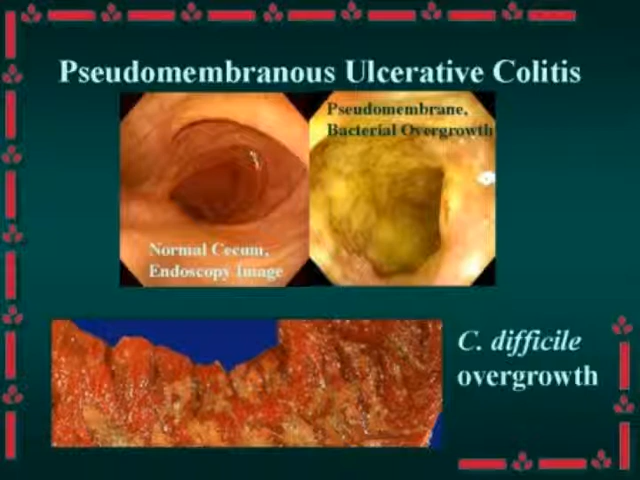 Pseudomembranous Ulcerative Colitis
Pseudomembrane,
Bacterial Overgrowth
Normal Cecum,
Endoscopy Image
C. difficile
overgrowth